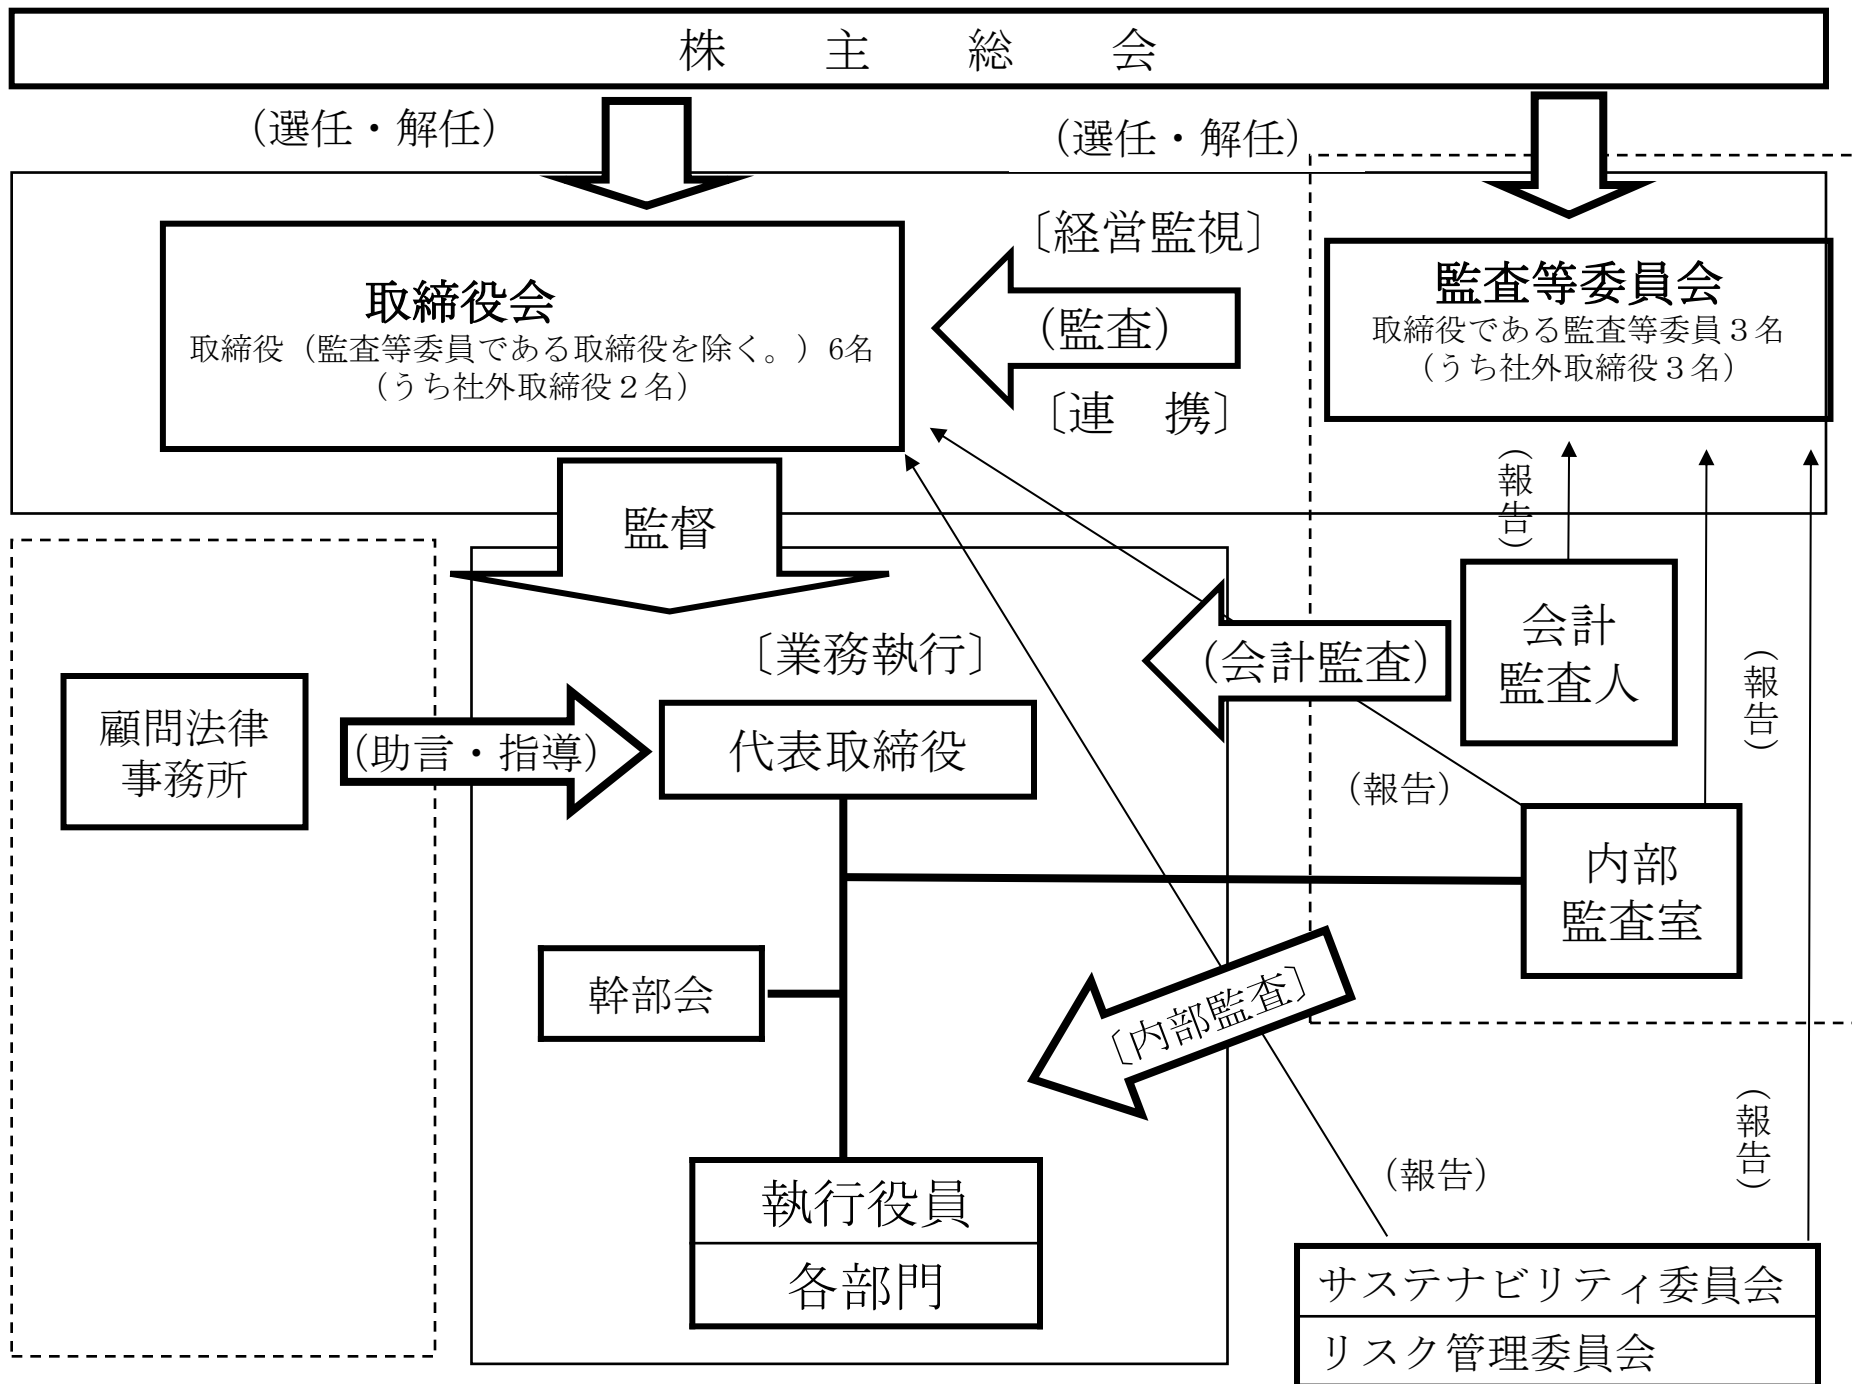 株　主　総　会
（選任・解任）
（選任・解任）
〔経営監視〕
取締役会
取締役（監査等委員である取締役を除く。）6名
（うち社外取締役２名）
（監査）
〔連　携〕
監査等委員会
取締役である監査等委員３名
（うち社外取締役３名）
（報告）
監督
〔業務執行〕
（会計監査）
会計
監査人
（報告）
顧問法律
事務所
（助言・指導）
代表取締役
（報告）
内部
監査室
幹部会
〔内部監査〕
（報告）
（報告）
執行役員
各部門
サステナビリティ委員会
リスク管理委員会